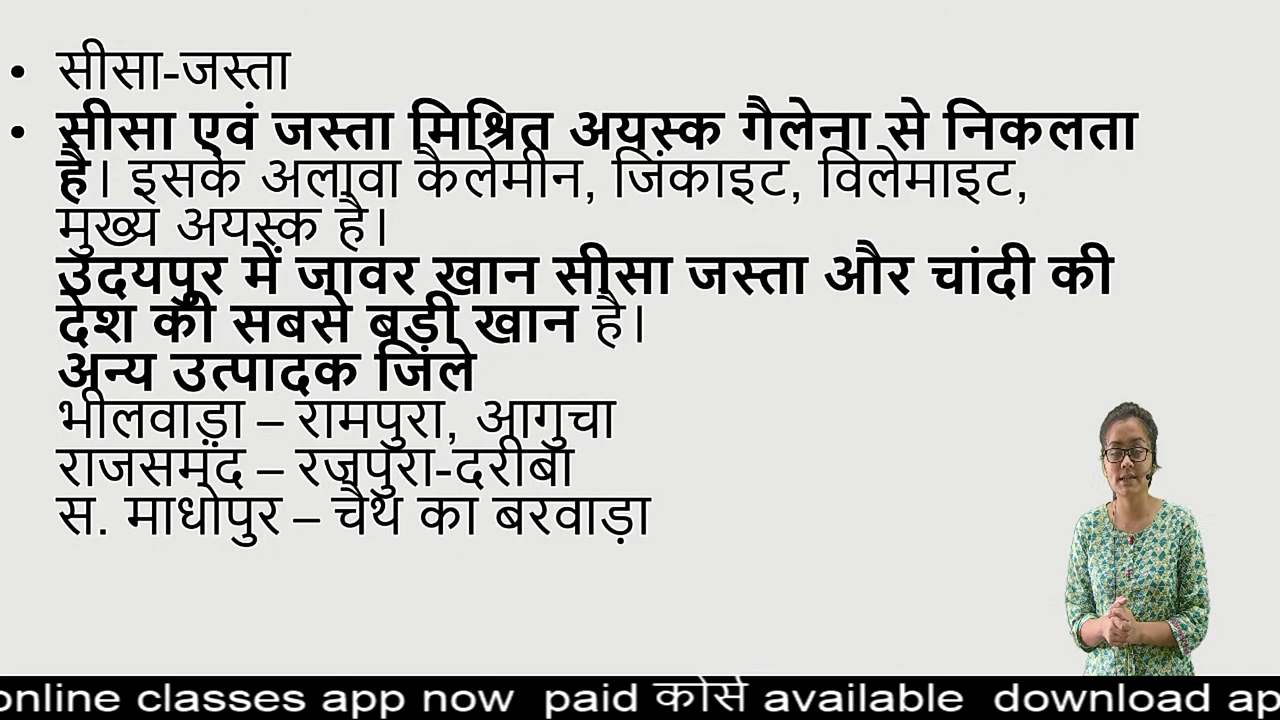 • सीसा-जस्ता
• सीसा एवं जस्ता मिश्रित अयस्क गैलेना से निकलता
है। इसके अलावा कैलेमीन, जिंकाइट, विलेमाइट,
मुख्य अयस्क है।
उदयपुर में जावर खान सीसा जस्ता और चांदी की
देश की सबसे बड़ी खान है।
अन्य उत्पादक जिले
भीलवाड़ा – रामपुरा, आगुचा
राजसमंद – रजपुरा-दरीबा
स. माधोपुर – चैथ का बरवाड़ा
online classes app now paid कोर्स available download ap